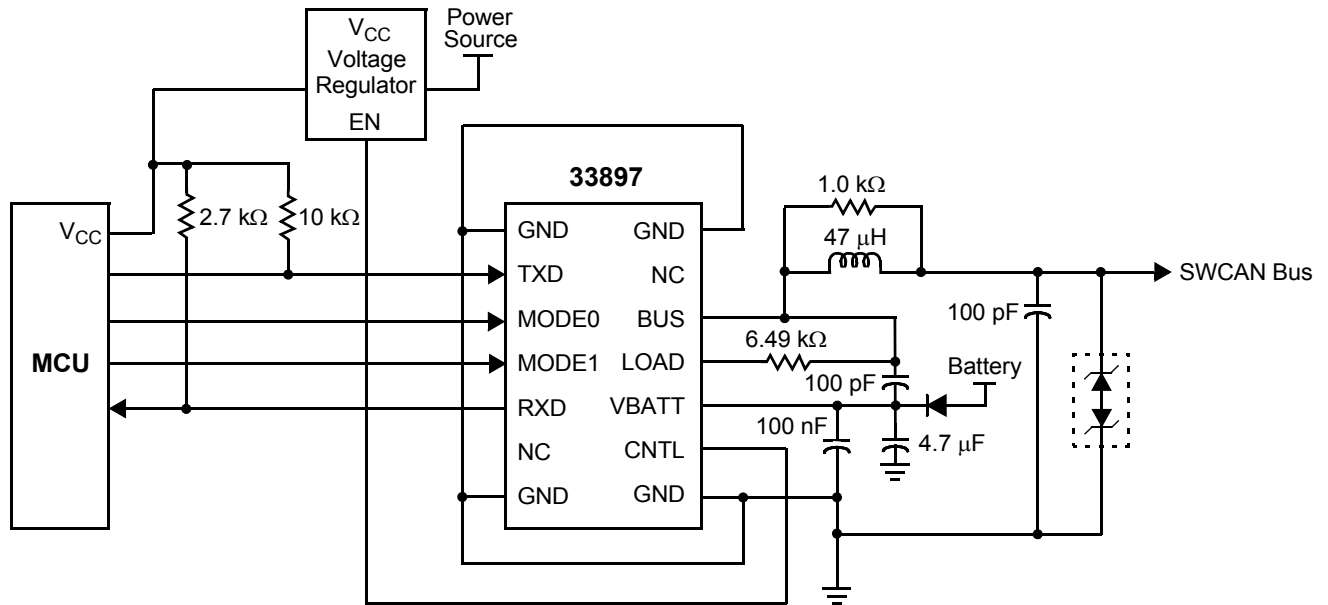 V_CC
Voltage
Regulator
EN
Power
Source
33897
MCU
V_CC
2.7 kΩ
10 kΩ
GND
TXD
MODE0
MODE1
RXD
NC
GND
GND
NC
BUS
LOAD
VBATT
CNTL
GND
1.0 kΩ
47 µH
6.49 kΩ
100 pF
100 nF
4.7 µF
Battery
100 pF
SWCAN Bus